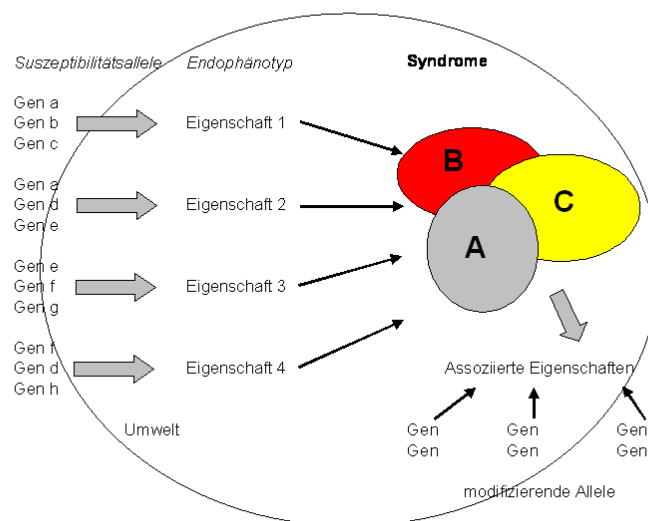 Suszeptibilitätsallele Endophänotyp Syndrome
Gen a
Gen b
Gen c
Eigenschaft 1
Gen a
Gen d
Gen e
Eigenschaft 2
Gen e
Gen f
Gen g
Eigenschaft 3
Gen f
Gen d
Gen h
Eigenschaft 4
B
C
A
Assoziierte Eigenschaften
Umwelt
Gen Gen Gen
Gen Gen Gen
modifizierende Allele